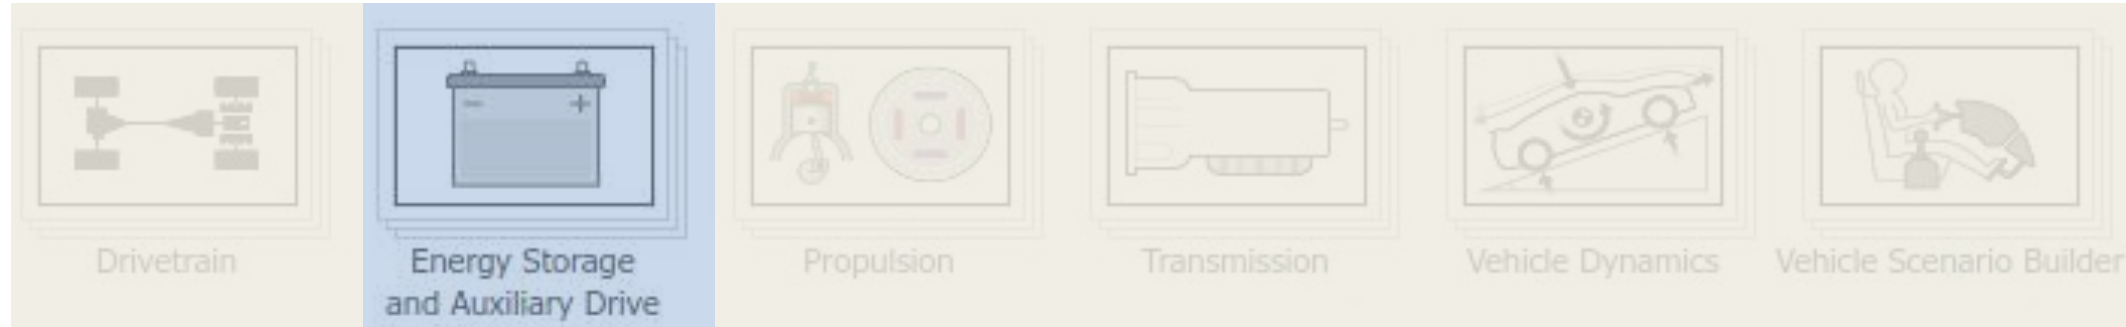 Drivetrain
Energy Storage
and Auxiliary Drive
Propulsion
Transmission
Vehicle Dynamics
Vehicle Scenario Builder